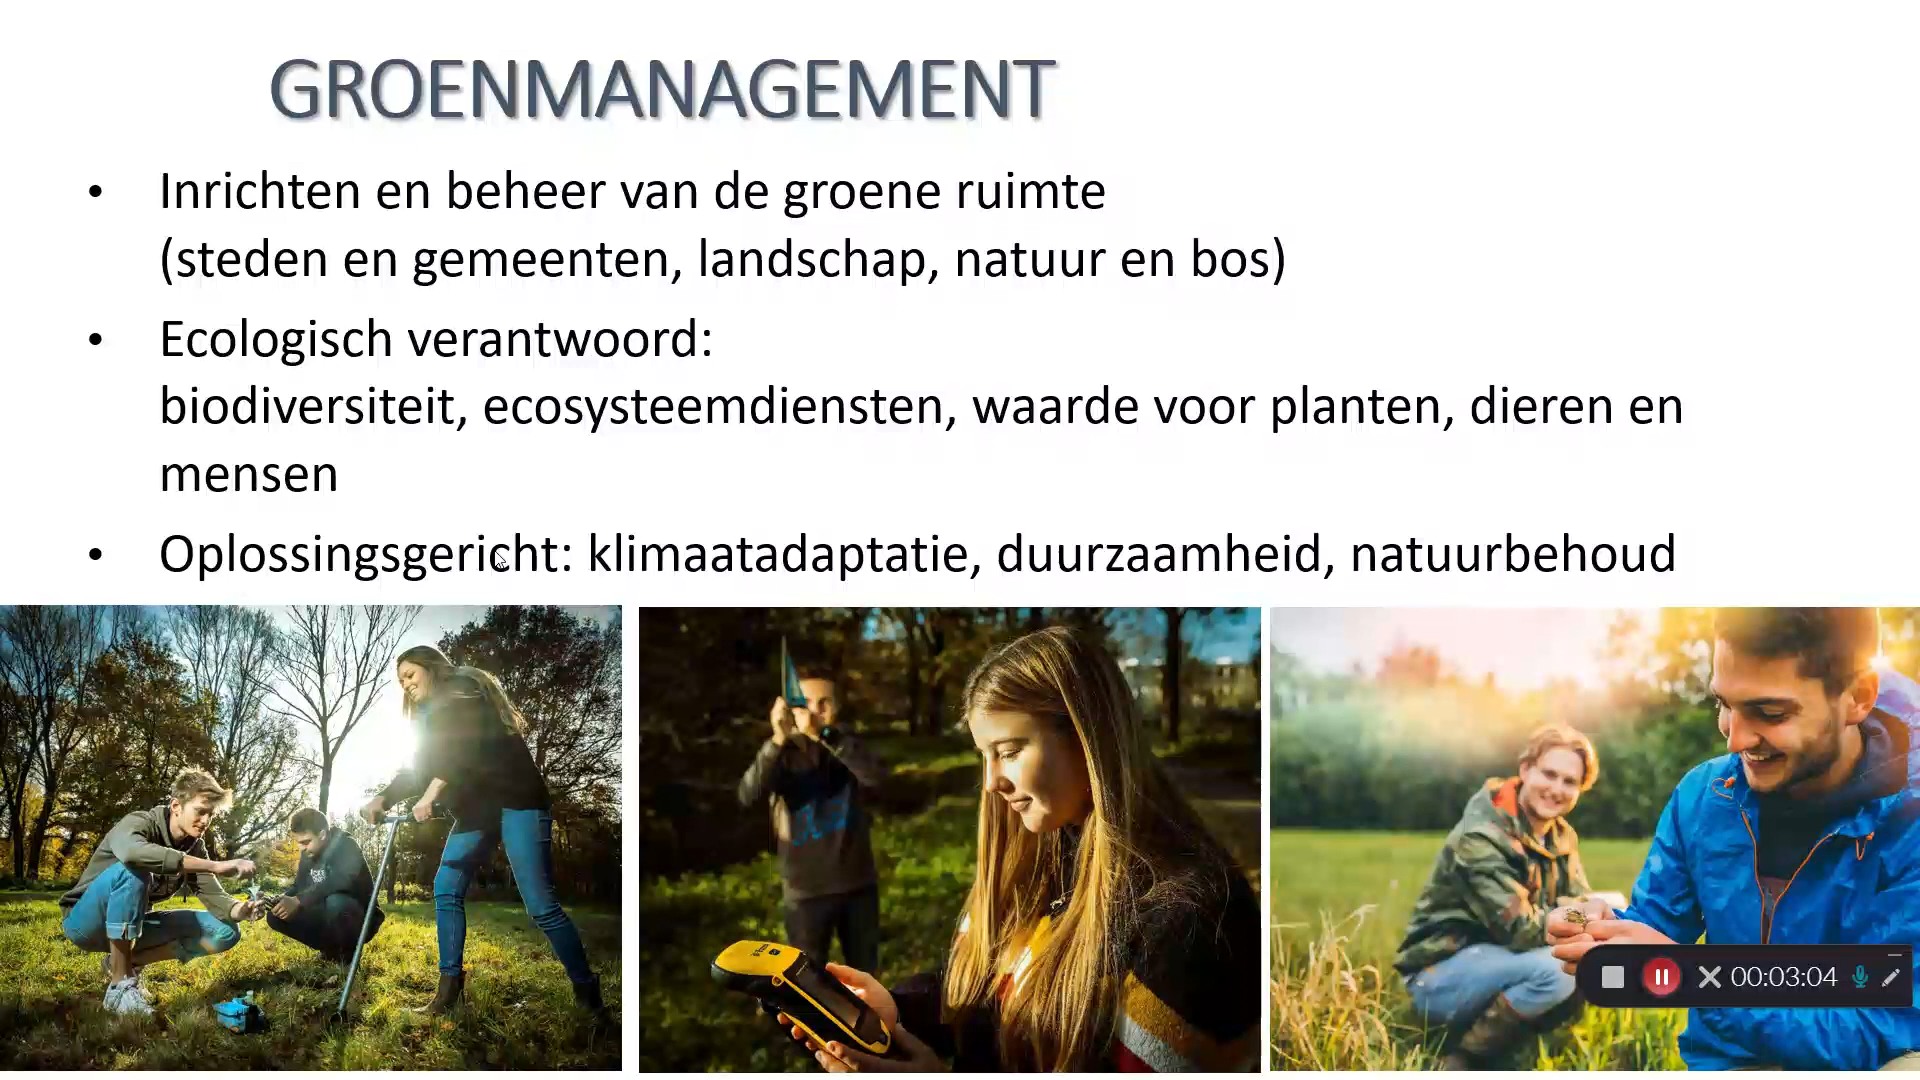 GROENMANAGEMENT
• Inrichten en beheer van de groene ruimte
(steden en gemeenten, landschap, natuur en bos)
• Ecologisch verantwoord:
biodiversiteit, ecosysteemdiensten, waarde voor planten, dieren en
mensen
• Oplossingsgericht: klimaatadaptatie, duurzaamheid, natuurbehoud
00:03:04